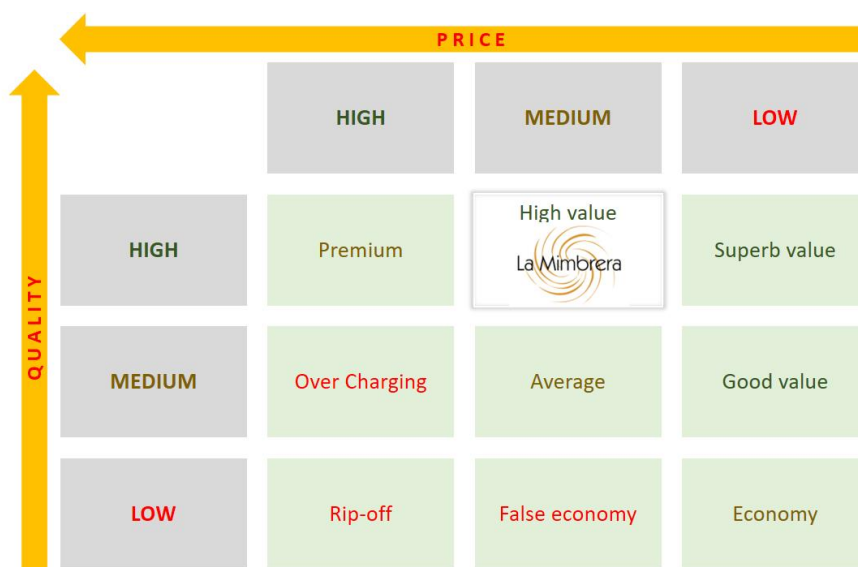 PRICE
HIGH
MEDIUM
LOW
QUALITY
HIGH
Premium
High value
La Mimbrera
Superb value
MEDIUM
Over Charging
Average
Good value
LOW
Rip-off
False economy
Economy